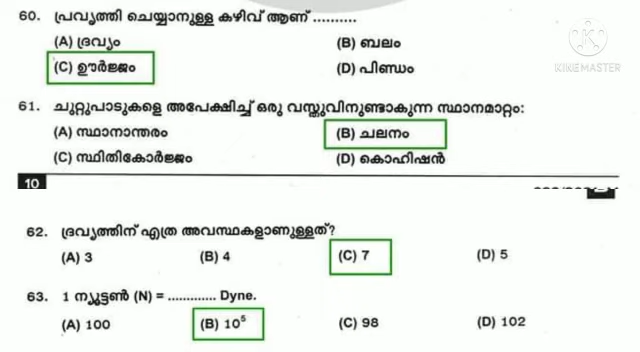 60. പ്രവൃത്തി ചെയ്യാനുള്ള കഴിവ് ആണ് ..........
(A) ദ്രവ്യം (B) ബലം
(C) ഊർജ്ജം (D) പിണ്ഡം
KINEMASTER
61. ചുറ്റുപാടുകളെ അപേക്ഷിച്ച് ഒരു വസ്തുവിനുണ്ടാകുന്ന സ്ഥാനമാറ്റം:
(A) സ്ഥാനാന്തരം (B) ചലനം
(C) സ്ഥിതികോർജ്ജം (D) കൊഹിഷൻ
10
62. ദ്രവ്യത്തിന് എത്ര അവസ്ഥകളാണുള്ളത്?
(A) 3 (B) 4 (C) 7 (D) 5
63. 1 ന്യൂട്ടൺ (N) = ............. Dyne.
(A) 100 (B) 10⁵ (C) 98 (D) 102